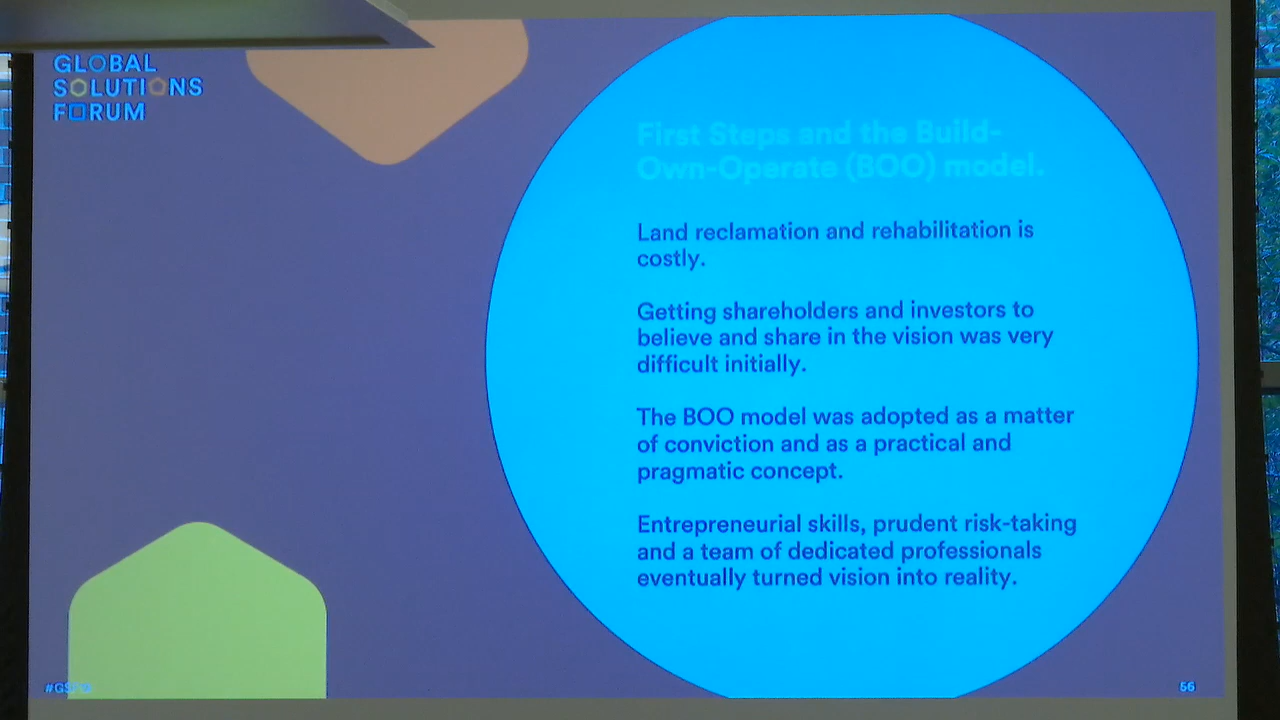 GLOBAL
SOLUTIONS
FORUM
First Steps and the Build-
Own-Operate (BOO) model.
Land reclamation and rehabilitation is
costly.
Getting shareholders and investors to
believe and share in the vision was very
difficult initially.
The BOO model was adopted as a matter
of conviction and as a practical and
pragmatic concept.
Entrepreneurial skills, prudent risk-taking
and a team of dedicated professionals
eventually turned vision into reality.
56